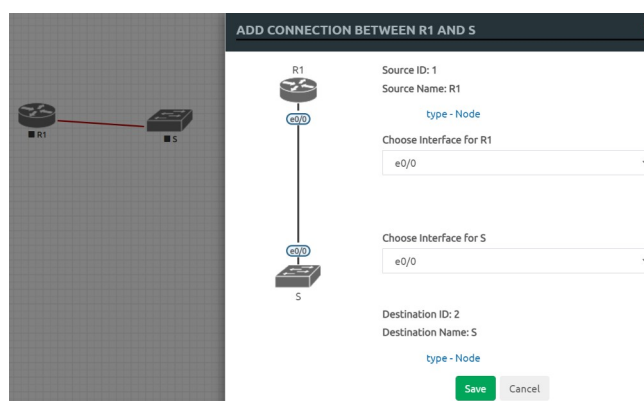 ADD CONNECTION BETWEEN R1 AND S
R1
S
R1
e0/0
e0/0
S
Source ID: 1
Source Name: R1
type - Node
Choose Interface for R1
e0/0
Choose Interface for S
e0/0
Destination ID: 2
Destination Name: S
type - Node
Save
Cancel